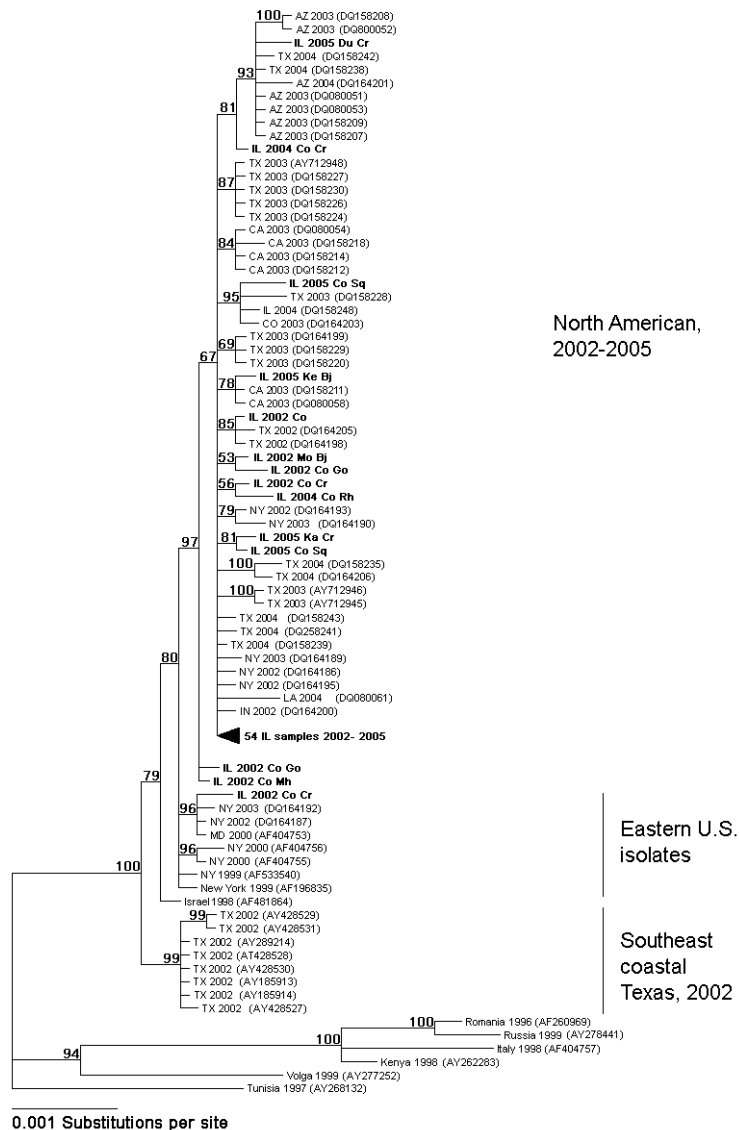 100
AZ 2003 (DQ158208)
AZ 2003 (DQ800052)
IL 2005 Du Cr
TX 2004 (DQ158242)
93
TX 2004 (DQ158238)
AZ 2004 (DQ164201)
AZ 2003 (DQ080051)
81
AZ 2003 (DQ080053)
AZ 2003 (DQ158209)
AZ 2003 (DQ158207)
IL 2004 Co Cr
TX 2003 (AY712948)
TX 2003 (DQ158227)
87
TX 2003 (DQ158230)
TX 2003 (DQ158226)
TX 2003 (DQ158224)
CA 2003 (DQ080054)
84
CA 2003 (DQ158218)
CA 2003 (DQ158214)
CA 2003 (DQ158212)
IL 2005 Co Sq
95
TX 2003 (DQ158228)
IL 2004 (DQ158248)
CO 2003 (DQ164203)
North American,
2002-2005
TX 2003 (DQ164199)
69
TX 2003 (DQ158229)
67
TX 2003 (DQ158220)
IL 2005 Ke Bj
78
CA 2003 (DQ158211)
CA 2003 (DQ080058)
IL 2002 Co
85
TX 2002 (DQ164205)
TX 2002 (DQ164198)
53
IL 2002 Mo Bj
IL 2002 Co Go
56
IL 2002 Co Cr
IL 2004 Co Rh
79
NY 2002 (DQ164193)
NY 2003 (DQ164190)
97
81
IL 2005 Ka Cr
IL 2005 Co Sq
100
TX 2004 (DQ158235)
TX 2004 (DQ164206)
100
TX 2003 (AY712946)
TX 2003 (AY712945)
TX 2004 (DQ158243)
TX 2004 (DQ258241)
TX 2004 (DQ158239)
80
NY 2003 (DQ164189)
NY 2002 (DQ164186)
NY 2002 (DQ164195)
LA 2004 (DQ080061)
IN 2002 (DQ164200)
54 IL samples 2002- 2005
IL 2002 Co Go
79
IL 2002 Co Mh
IL 2002 Co Cr
96
NY 2003 (DQ164192)
NY 2002 (DQ164187)
MD 2000 (AF404753)
Eastern U.S.
isolates
96
NY 2000 (AF404756)
NY 2000 (AF404755)
100
NY 1999 (AF533540)
New York 1999 (AF196835)
Israel 1998 (AF481864)
99
TX 2002 (AY428529)
TX 2002 (AY428531)
TX 2002 (AY289214)
TX 2002 (AT428528)
99
TX 2002 (AY428530)
TX 2002 (AY185913)
TX 2002 (AY185914)
TX 2002 (AY428527)
Southeast
coastal
Texas, 2002
100
Romania 1996 (AF260969)
Russia 1999 (AY278441)
100
Italy 1998 (AF404757)
94
Kenya 1998 (AY262283)
Volga 1999 (AY277252)
Tunisia 1997 (AY268132)
0.001 Substitutions per site